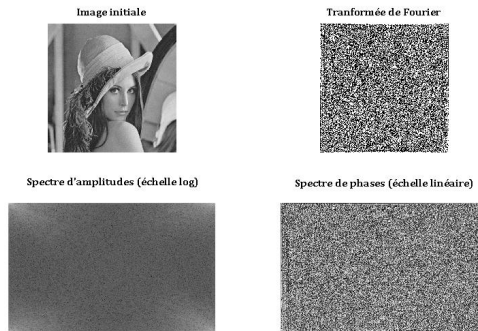 Image initiale
Tranformée de Fourier
Spectre d'amplitudes (échelle log)
Spectre de phases (échelle linéaire)